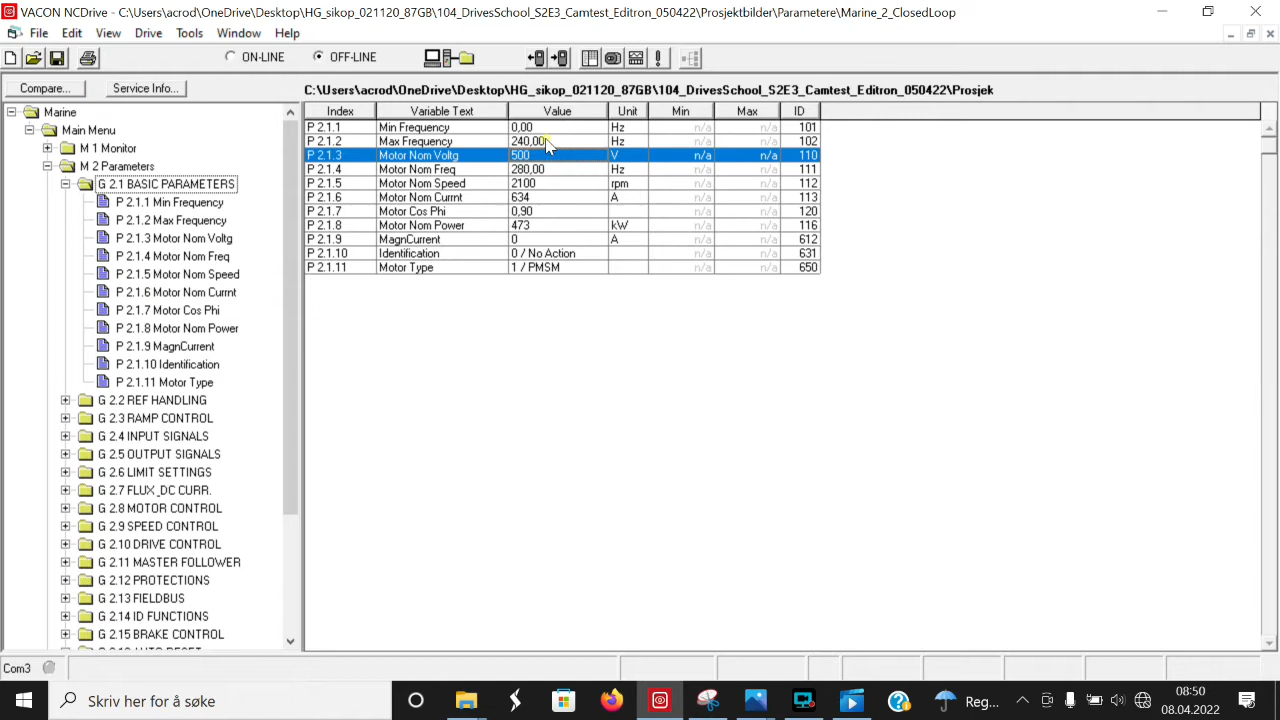 VACON NCDrive - C:\Users\acrod\OneDrive\Desktop\HG_sikop_021120_87GB\104_DrivesSchool_S2E3_Camtest_Editron_050422\Prosjektbilder\Parametere\Marine_2_ClosedLoop
File Edit View Drive Tools Window Help
ON-LINE OFF-LINE
Compare... Service Info... C:\Users\acrod\OneDrive\Desktop\HG_sikop_021120_87GB\104_DrivesSchool_S2E3_Camtest_Editron_050422\Prosjek
Marine
Main Menu
M 1 Monitor
M 2 Parameters
G 2.1 BASIC PARAMETERS
P 2.1.1 Min Frequency
P 2.1.2 Max Frequency
P 2.1.3 Motor Nom Voltg
P 2.1.4 Motor Nom Freq
P 2.1.5 Motor Nom Speed
P 2.1.6 Motor Nom Currnt
P 2.1.7 Motor Cos Phi
P 2.1.8 Motor Nom Power
P 2.1.9 MagnCurrent
P 2.1.10 Identification
P 2.1.11 Motor Type
G 2.2 REF HANDLING
G 2.3 RAMP CONTROL
G 2.4 INPUT SIGNALS
G 2.5 OUTPUT SIGNALS
G 2.6 LIMIT SETTINGS
G 2.7 FLUX_DC CURR.
G 2.8 MOTOR CONTROL
G 2.9 SPEED CONTROL
G 2.10 DRIVE CONTROL
G 2.11 MASTER FOLLOWER
G 2.12 PROTECTIONS
G 2.13 FIELDBUS
G 2.14 ID FUNCTIONS
G 2.15 BRAKE CONTROL
Index Variable Text Value Unit Min Max ID
P 2.1.1 Min Frequency 0,00 Hz n/a n/a 101
P 2.1.2 Max Frequency 240,00 Hz n/a n/a 102
P 2.1.3 Motor Nom Voltg 500 V n/a n/a 110
P 2.1.4 Motor Nom Freq 280,00 Hz n/a n/a 111
P 2.1.5 Motor Nom Speed 2100 rpm n/a n/a 112
P 2.1.6 Motor Nom Currnt 634 A n/a n/a 113
P 2.1.7 Motor Cos Phi 0,90 n/a n/a 120
P 2.1.8 Motor Nom Power 473 kW n/a n/a 116
P 2.1.9 MagnCurrent 0 A n/a n/a 612
P 2.1.10 Identification 0 / No Action n/a n/a 631
P 2.1.11 Motor Type 1 / PMSM n/a n/a 650
Com3
Skriv her for å søke
Reg...
08:50
08.04.2022